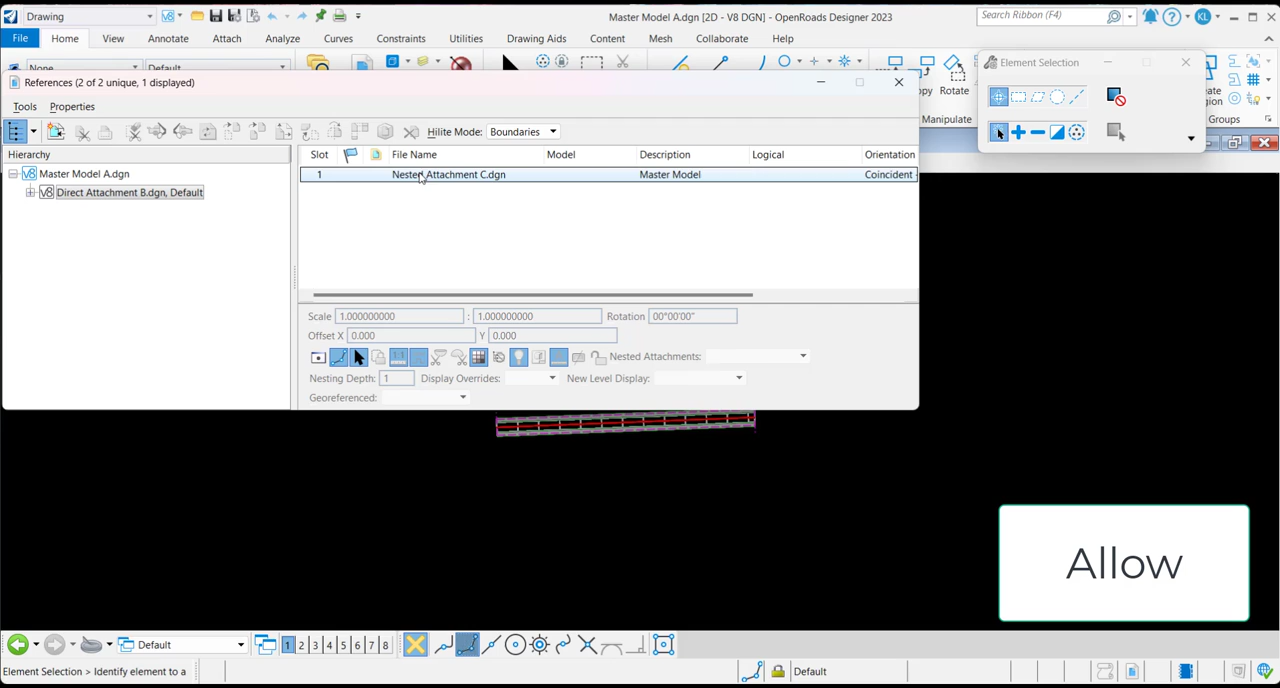 Drawing
Master Model A.dgn [2D - V8 DGN] - OpenRoads Designer 2023
Search Ribbon (F4)
KL
File Home View Annotate Attach Analyze Curves Constraints Utilities Drawing Aids Content Mesh Collaborate Help
None Default
References (2 of 2 unique, 1 displayed)
Element Selection
Rotate
Manipulate
Groups
Tools Properties
Hilite Mode: Boundaries
Hierarchy
Slot File Name Model Description Logical Orientation
Master Model A.dgn
1 Nested Attachment C.dgn Master Model Coincident
Direct Attachment B.dgn, Default
Scale 1.000000000 : 1.000000000 Rotation 00°00'00"
Offset X 0.000 Y 0.000
Nested Attachments:
Nesting Depth: 1 Display Overrides: New Level Display:
Georeferenced:
Allow
Default 1 2 3 4 5 6 7 8
Element Selection > Identify element to a
Default